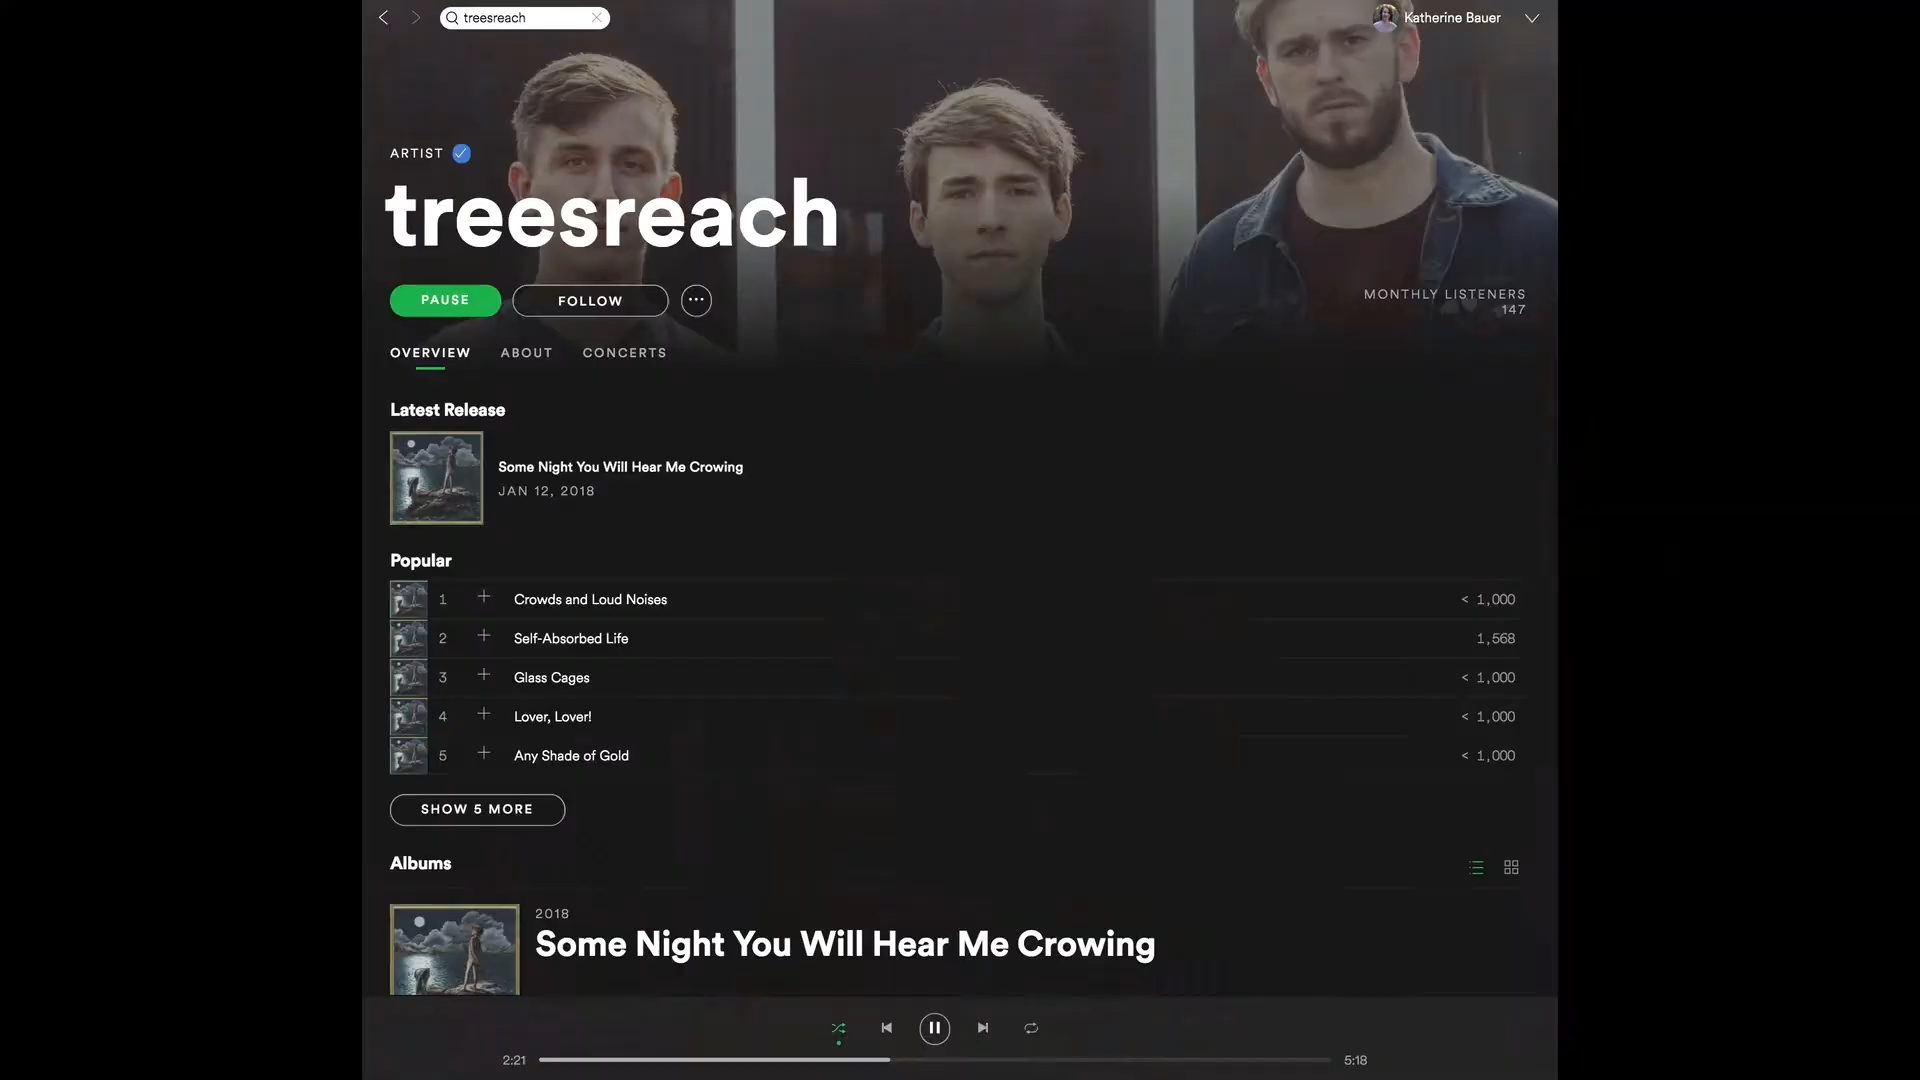 treesreach
Katherine Bauer
ARTIST
treesreach
PAUSE
FOLLOW
MONTHLY LISTENERS
147
OVERVIEW
ABOUT
CONCERTS
Latest Release
Some Night You Will Hear Me Crowing
JAN 12, 2018
Popular
1 Crowds and Loud Noises < 1,000
2 Self-Absorbed Life 1,568
3 Glass Cages < 1,000
4 Lover, Lover! < 1,000
5 Any Shade of Gold < 1,000
SHOW 5 MORE
Albums
2018
Some Night You Will Hear Me Crowing
2:21
5:18